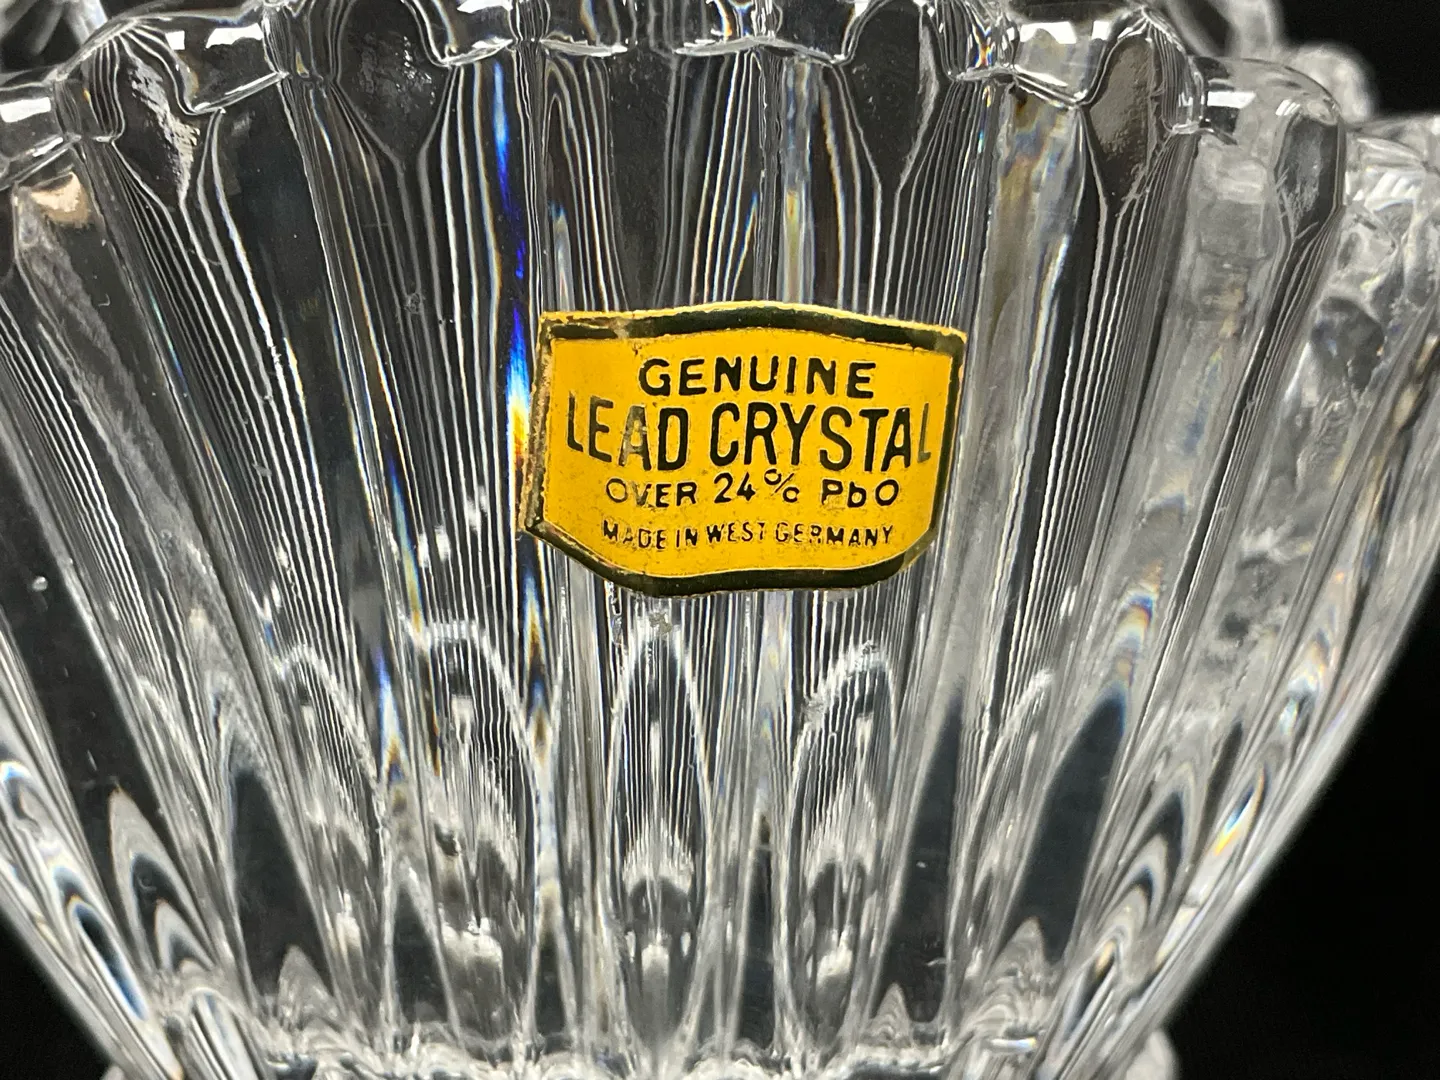 GENUINE
LEAD CRYSTAL
OVER 24% PbO
MADE IN WEST GERMANY